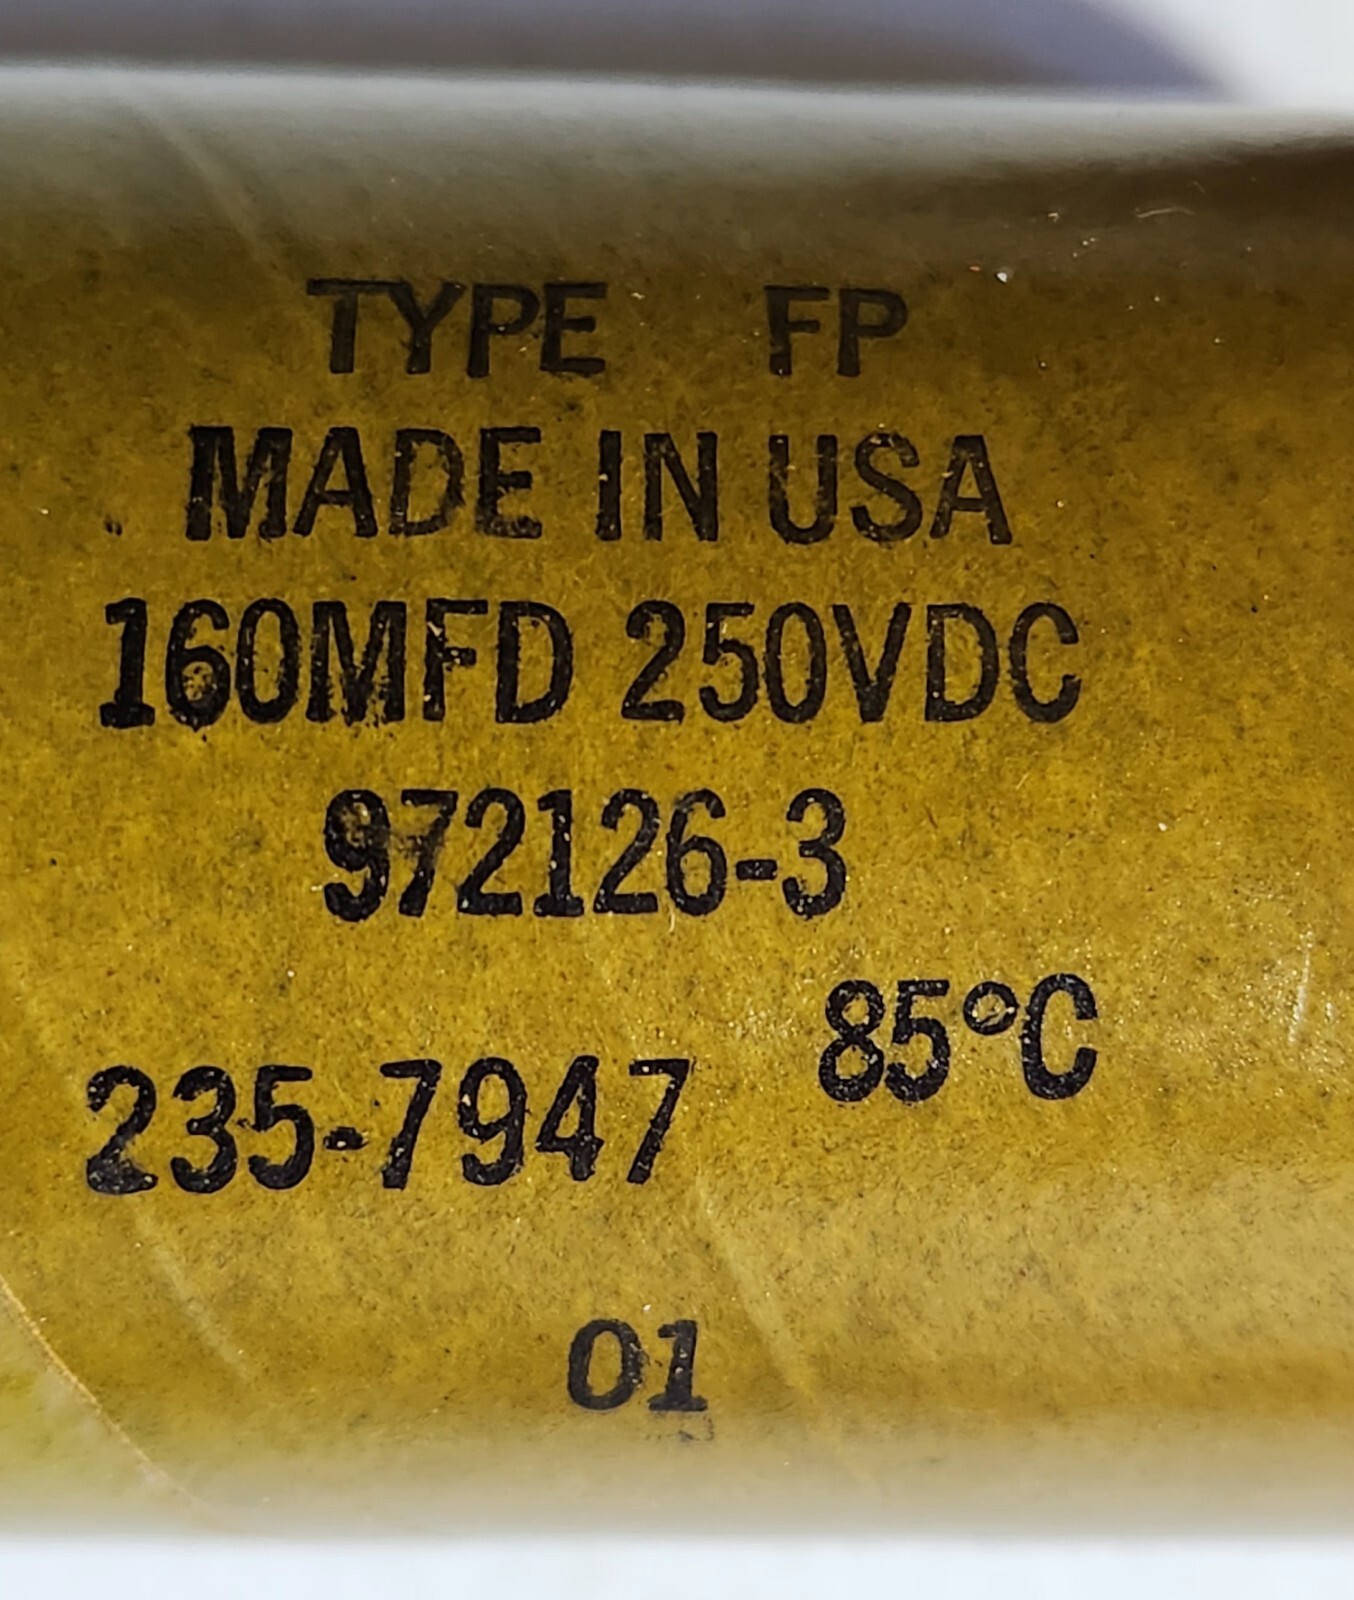 TYPE FP
MADE IN USA
160MFD 250VDC
972126-3
85°C
235-7947
01